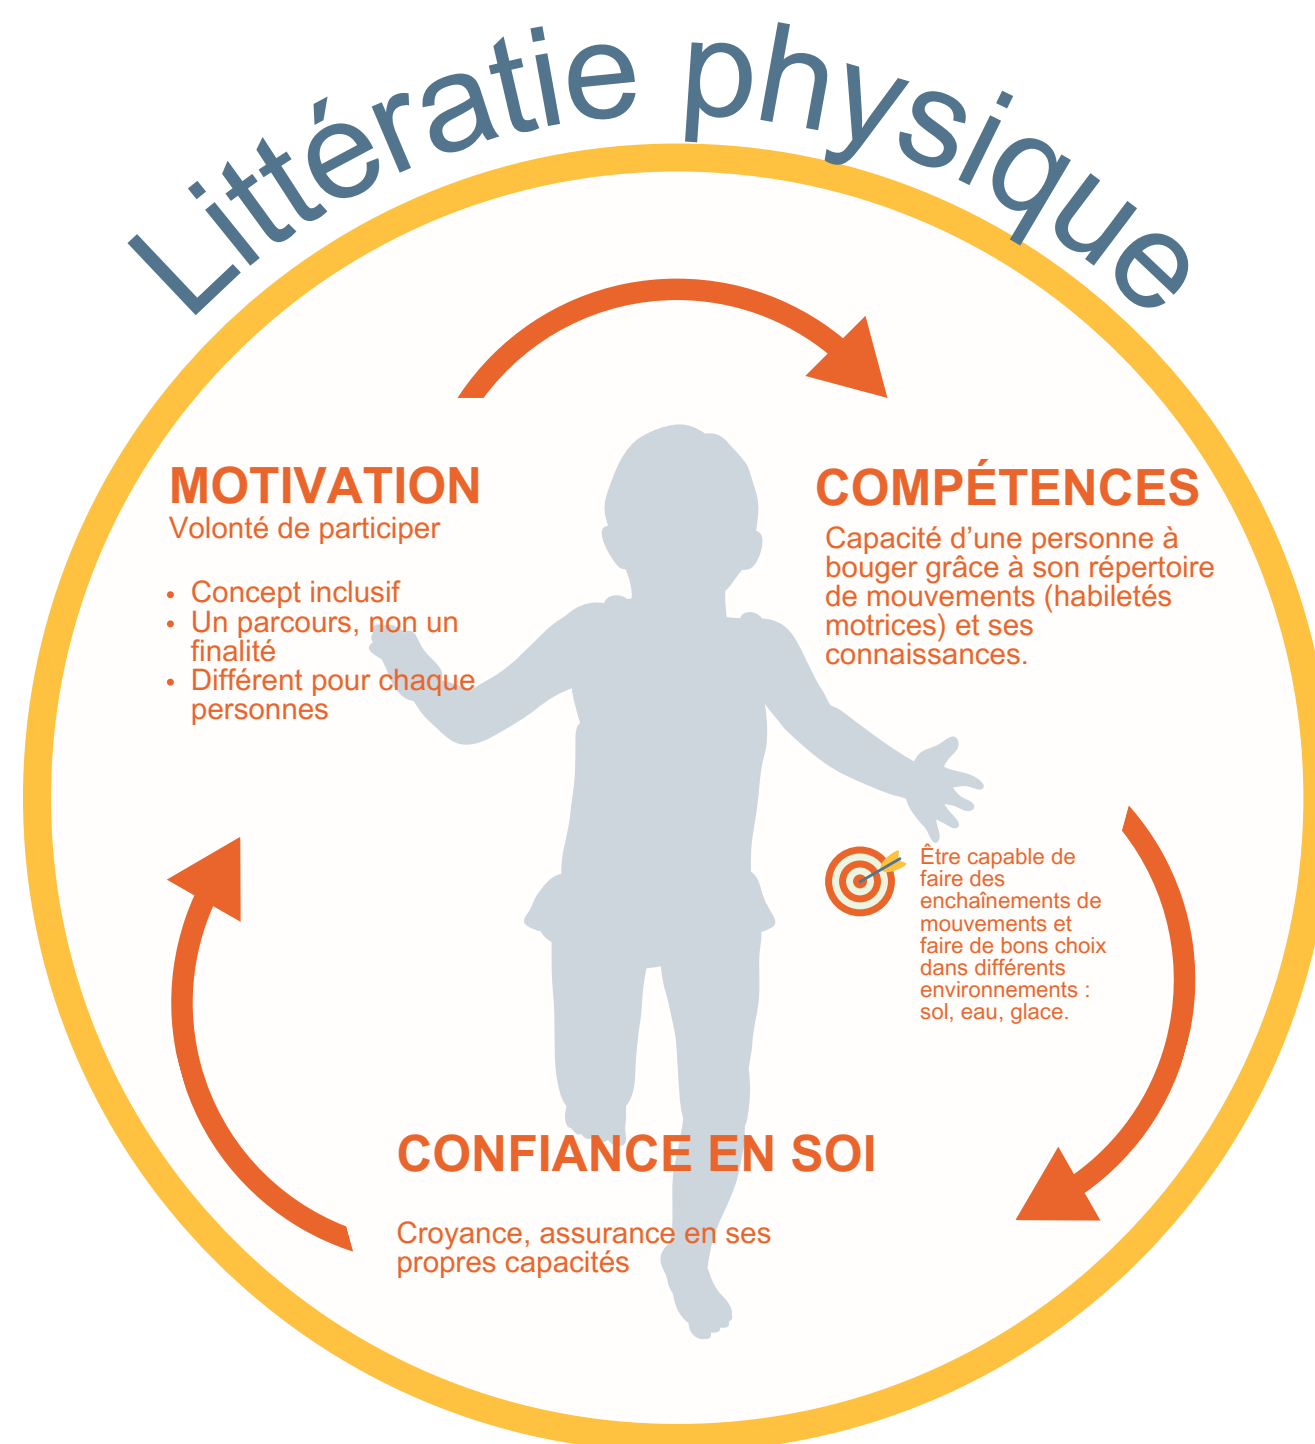 Littératie physique
MOTIVATION
Volonté de participer
• Concept inclusif
• Un parcours, non un
finalité
• Différent pour chaque
personnes
COMPÉTENCES
Capacité d’une personne à
bouger grâce à son répertoire
de mouvements (habiletés
motrices) et ses
connaissances.
Être capable de
faire des
enchaînements de
mouvements et
faire de bons choix
dans différents
environnements :
sol, eau, glace.
CONFIANCE EN SOI
Croyance, assurance en ses
propres capacités